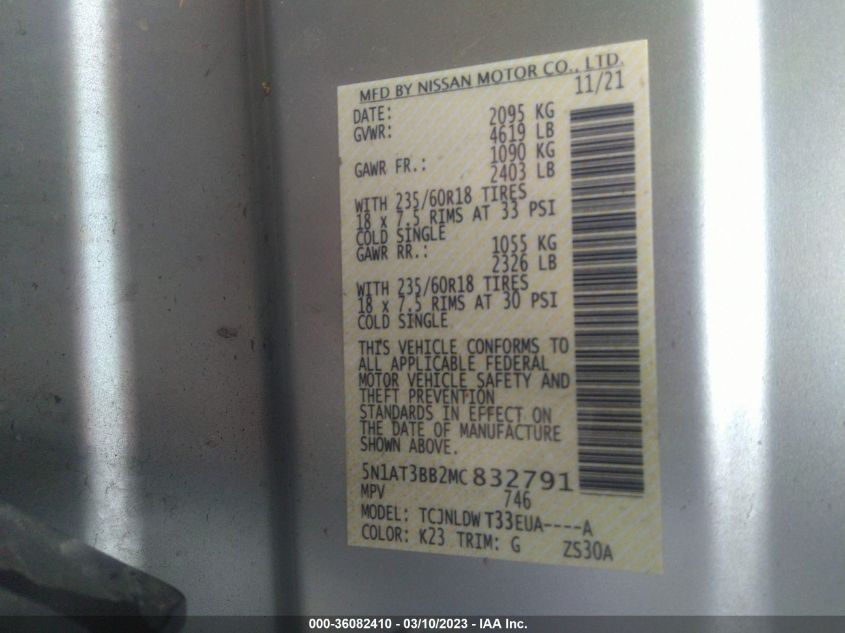 MFD BY NISSAN MOTOR CO., LTD.
DATE: 11/21
GVWR: 2095 KG
4619 LB
GAWR FR.: 1090 KG
2403 LB
WITH 235/60R18 TIRES
18 x 7.5 RIMS AT 33 PSI
COLD SINGLE
GAWR RR.: 1055 KG
2326 LB
WITH 235/60R18 TIRES
18 x 7.5 RIMS AT 30 PSI
COLD SINGLE
THIS VEHICLE CONFORMS TO
ALL APPLICABLE FEDERAL
MOTOR VEHICLE SAFETY AND
THEFT PREVENTION
STANDARDS IN EFFECT ON
THE DATE OF MANUFACTURE
SHOWN ABOVE.
5N1AT3BB2MC832791
MPV 746
MODEL: TCJNLDW T33EUA----A
COLOR: K23 TRIM: G ZS30A
000-36082410 - 03/10/2023 - IAA Inc.